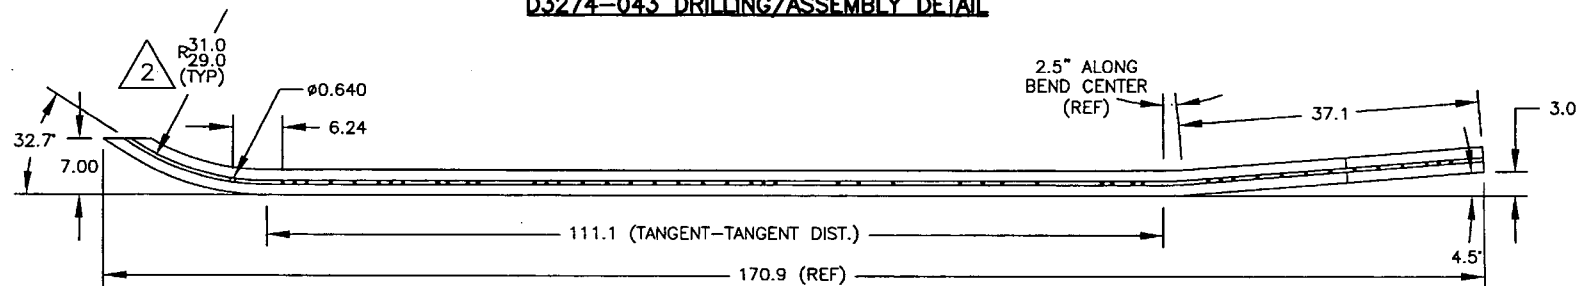 D3274-043 DRILLING/ASSEMBLY DETAIL
2
R31.0
29.0
(TYP)
ø0.640
6.24
32.7°
7.00
2.5" ALONG
BEND CENTER
(REF)
37.1
3.0
111.1 (TANGENT-TANGENT DIST.)
4.5°
170.9 (REF)